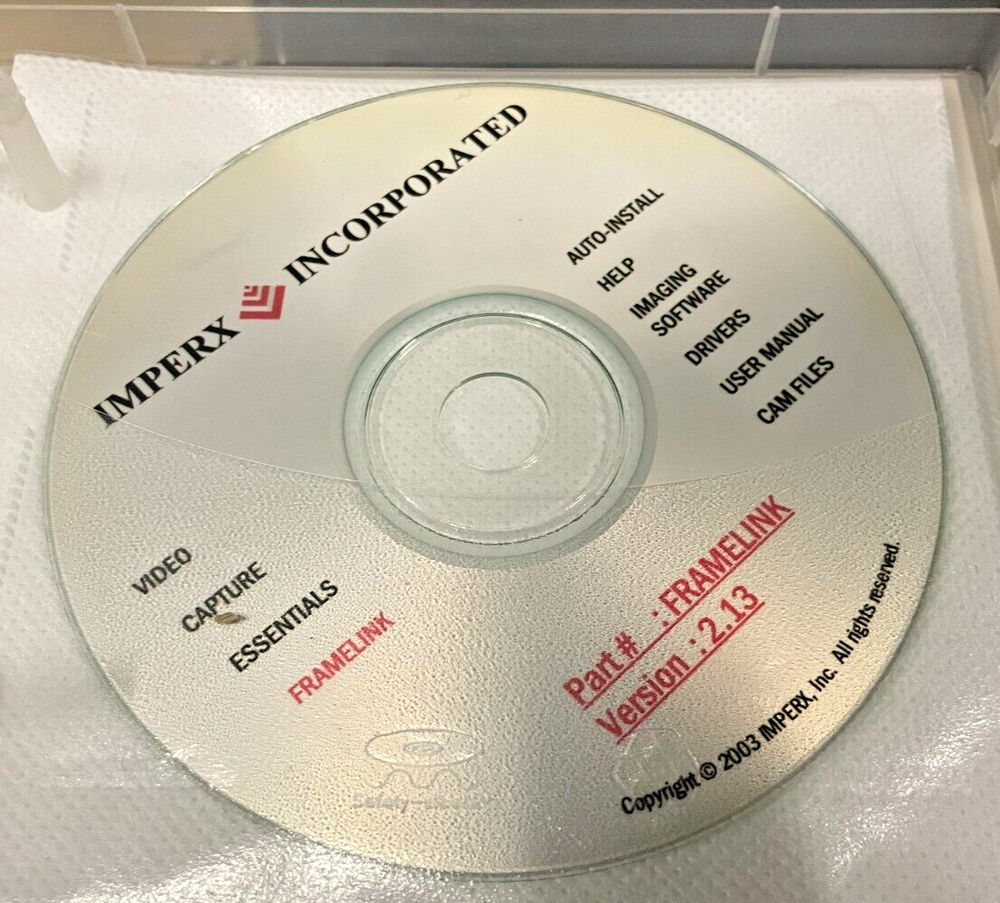 IMPERX INCORPORATED
AUTO-INSTALL
HELP
IMAGING
SOFTWARE
DRIVERS
USER MANUAL
CAM FILES
VIDEO
CAPTURE
ESSENTIALS
FRAMELINK
Part # : FRAMELINK
Version : 2.13
Copyright © 2003 IMPERX, Inc. All rights reserved.
Safety